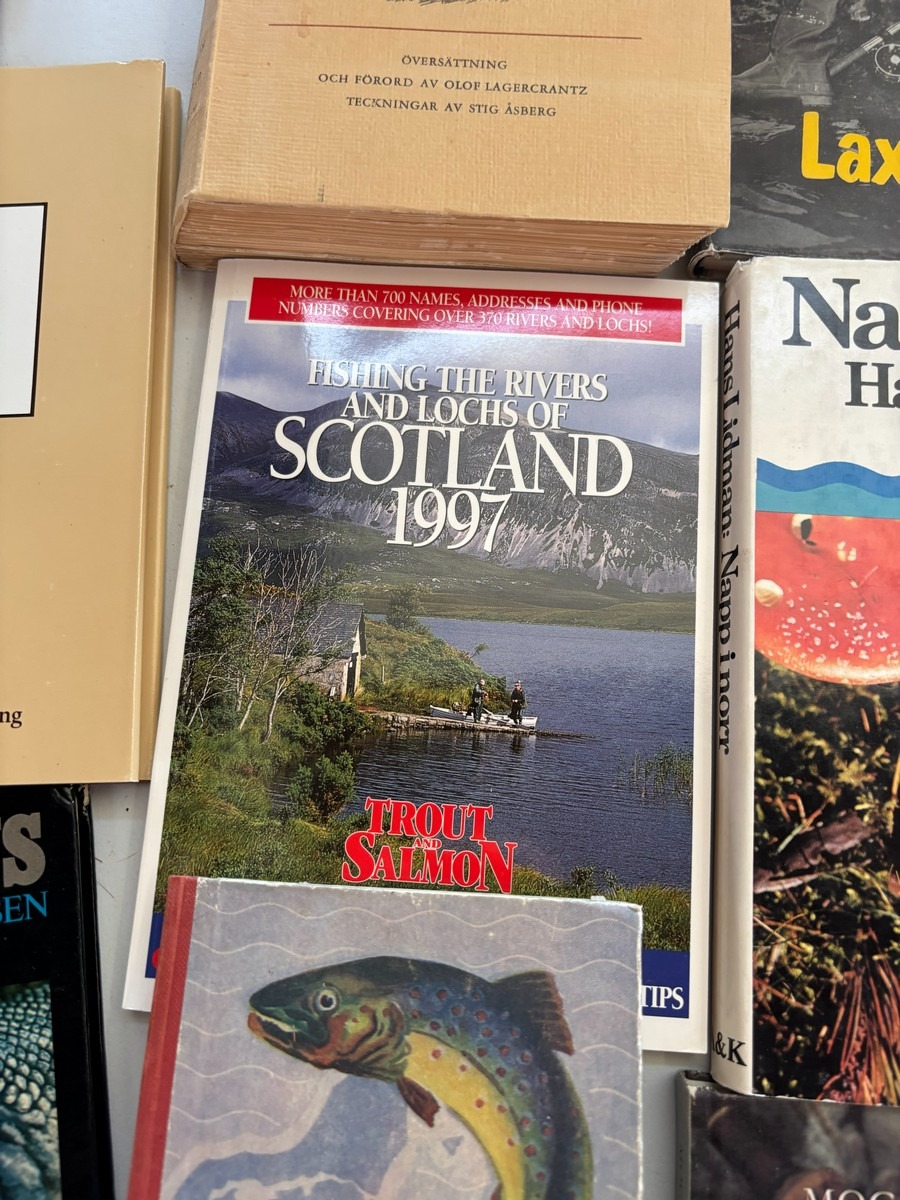 ÖVERSÄTTNING
OCH FÖRORD AV OLOF LAGERCRANTZ
TECKNINGAR AV STIG ÅSBERG
Lax
MORE THAN 700 NAMES, ADDRESSES AND PHONE
NUMBERS COVERING OVER 370 RIVERS AND LOCHS!
FISHING THE RIVERS
AND LOCHS OF
SCOTLAND
1997
TROUT
AND
SALMON
TIPS
Hans Lidman: Napp i norr
&K
Na
Ha
ng
S
SEN